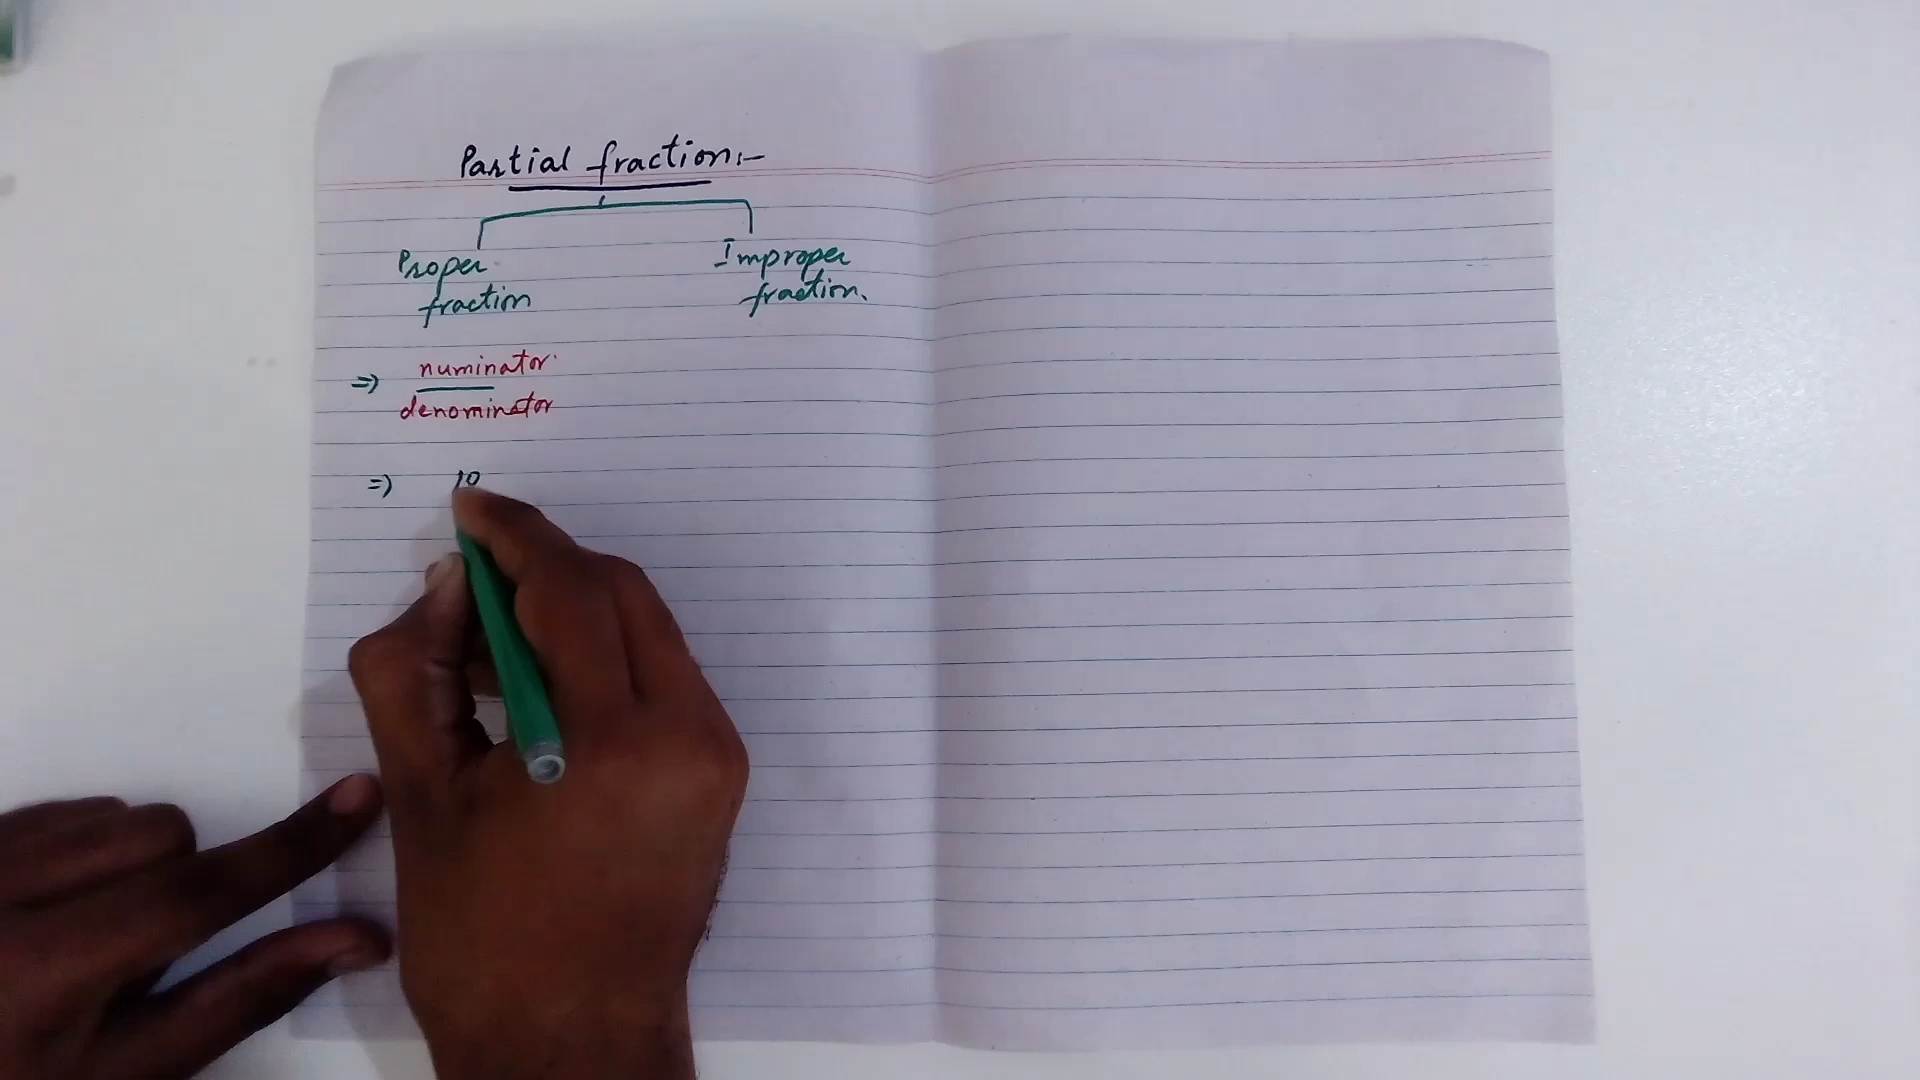 Partial fraction:-
Proper
fraction
Improper
fraction.
=> numinator
denominator
=> 10